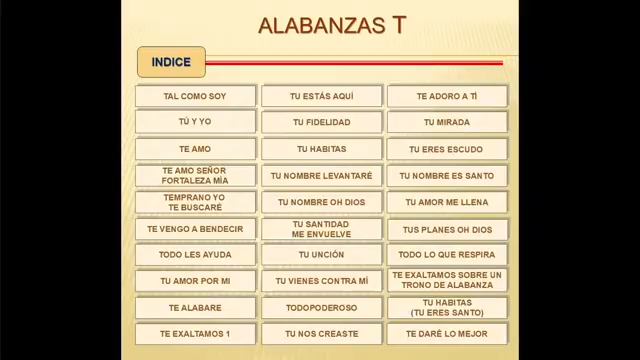 ALABANZAS T
INDICE
TAL COMO SOY
TU ESTÁS AQUÍ
TE ADORO A TÍ
TÚ Y YO
TU FIDELIDAD
TU MIRADA
TE AMO
TU HABITAS
TU ERES ESCUDO
TE AMO SEÑOR
FORTALEZA MÍA
TU NOMBRE LEVANTARÉ
TU NOMBRE ES SANTO
TEMPRANO YO
TE BUSCARÉ
TU NOMBRE OH DIOS
TU AMOR ME LLENA
TE VENGO A BENDECIR
TU SANTIDAD
ME ENVUELVE
TUS PLANES OH DIOS
TODO LES AYUDA
TU UNCIÓN
TODO LO QUE RESPIRA
TU AMOR POR MI
TU VIENES CONTRA MÍ
TE EXALTAMOS SOBRE UN
TRONO DE ALABANZA
TE ALABARE
TODOPODEROSO
TU HABITAS
(TU ERES SANTO)
TE EXALTAMOS 1
TU NOS CREASTE
TE DARÉ LO MEJOR